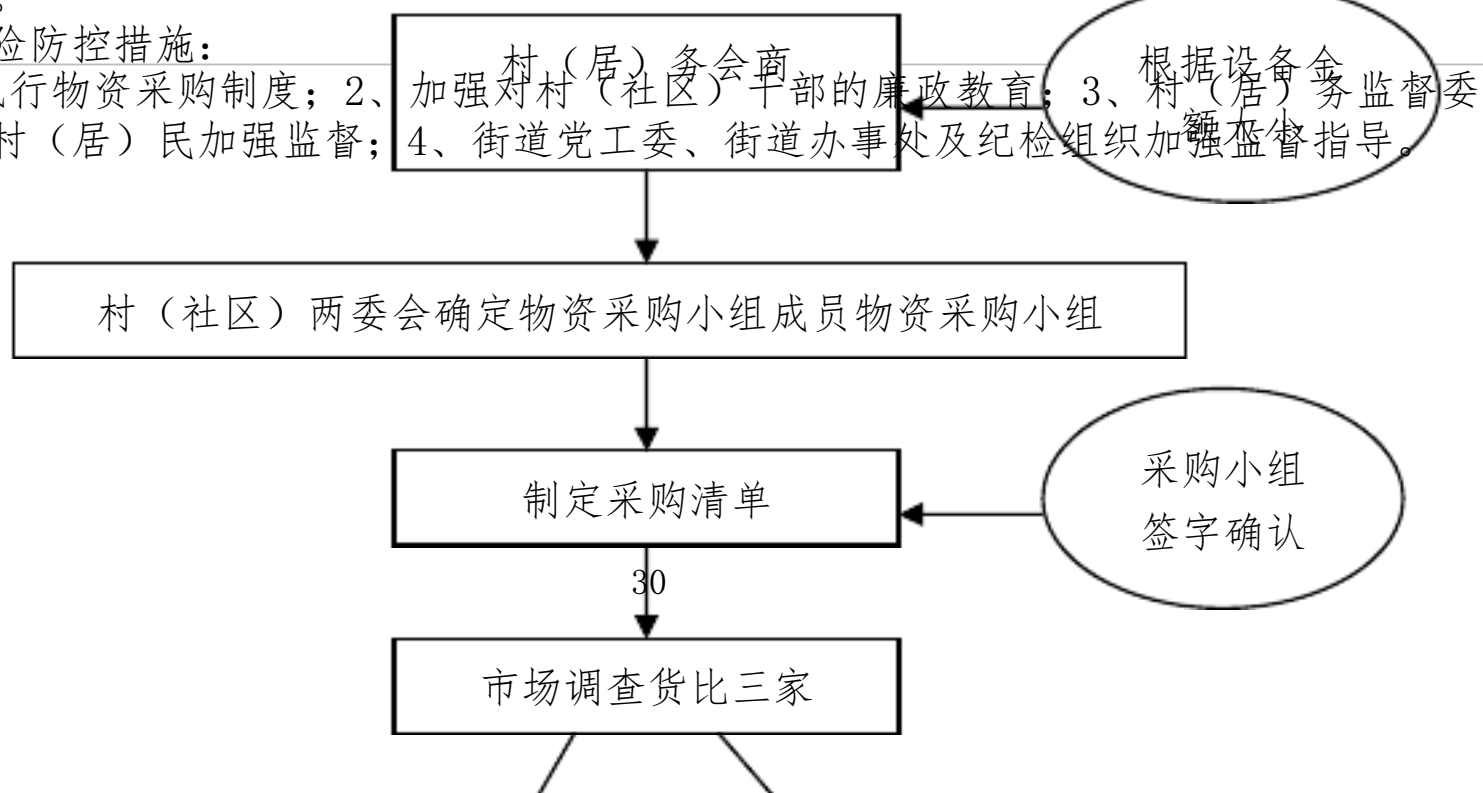 。
险防控措施：
行物资采购制度；2、加强对村（社区）干部的廉政教育；3、村（居）务监督委
村（居）民加强监督；4、街道党工委、街道办事处及纪检组织加强监督指导。
村（居）务会商
根据设备金
额大小
村（社区）两委会确定物资采购小组成员物资采购小组
制定采购清单
采购小组
签字确认
30
市场调查货比三家